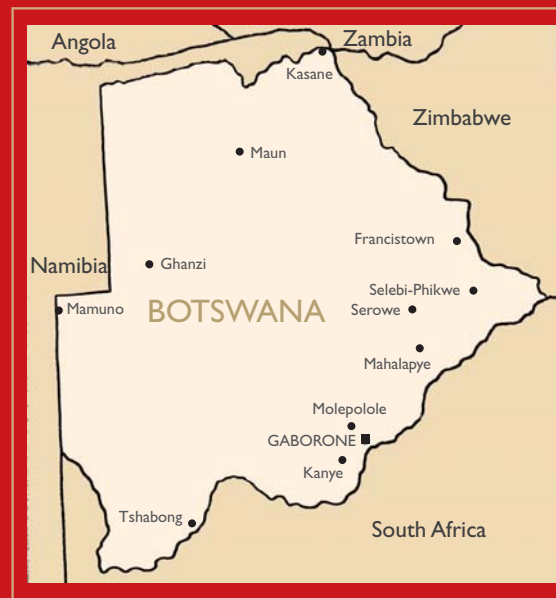 Angola
Zambia
Kasane
Zimbabwe
Maun
Francistown
Namibia
Ghanzi
Selebi-Phikwe
Mamuno
BOTSWANA
Serowe
Mahalapye
Molepolole
GABORONE
Kanye
Tshabong
South Africa